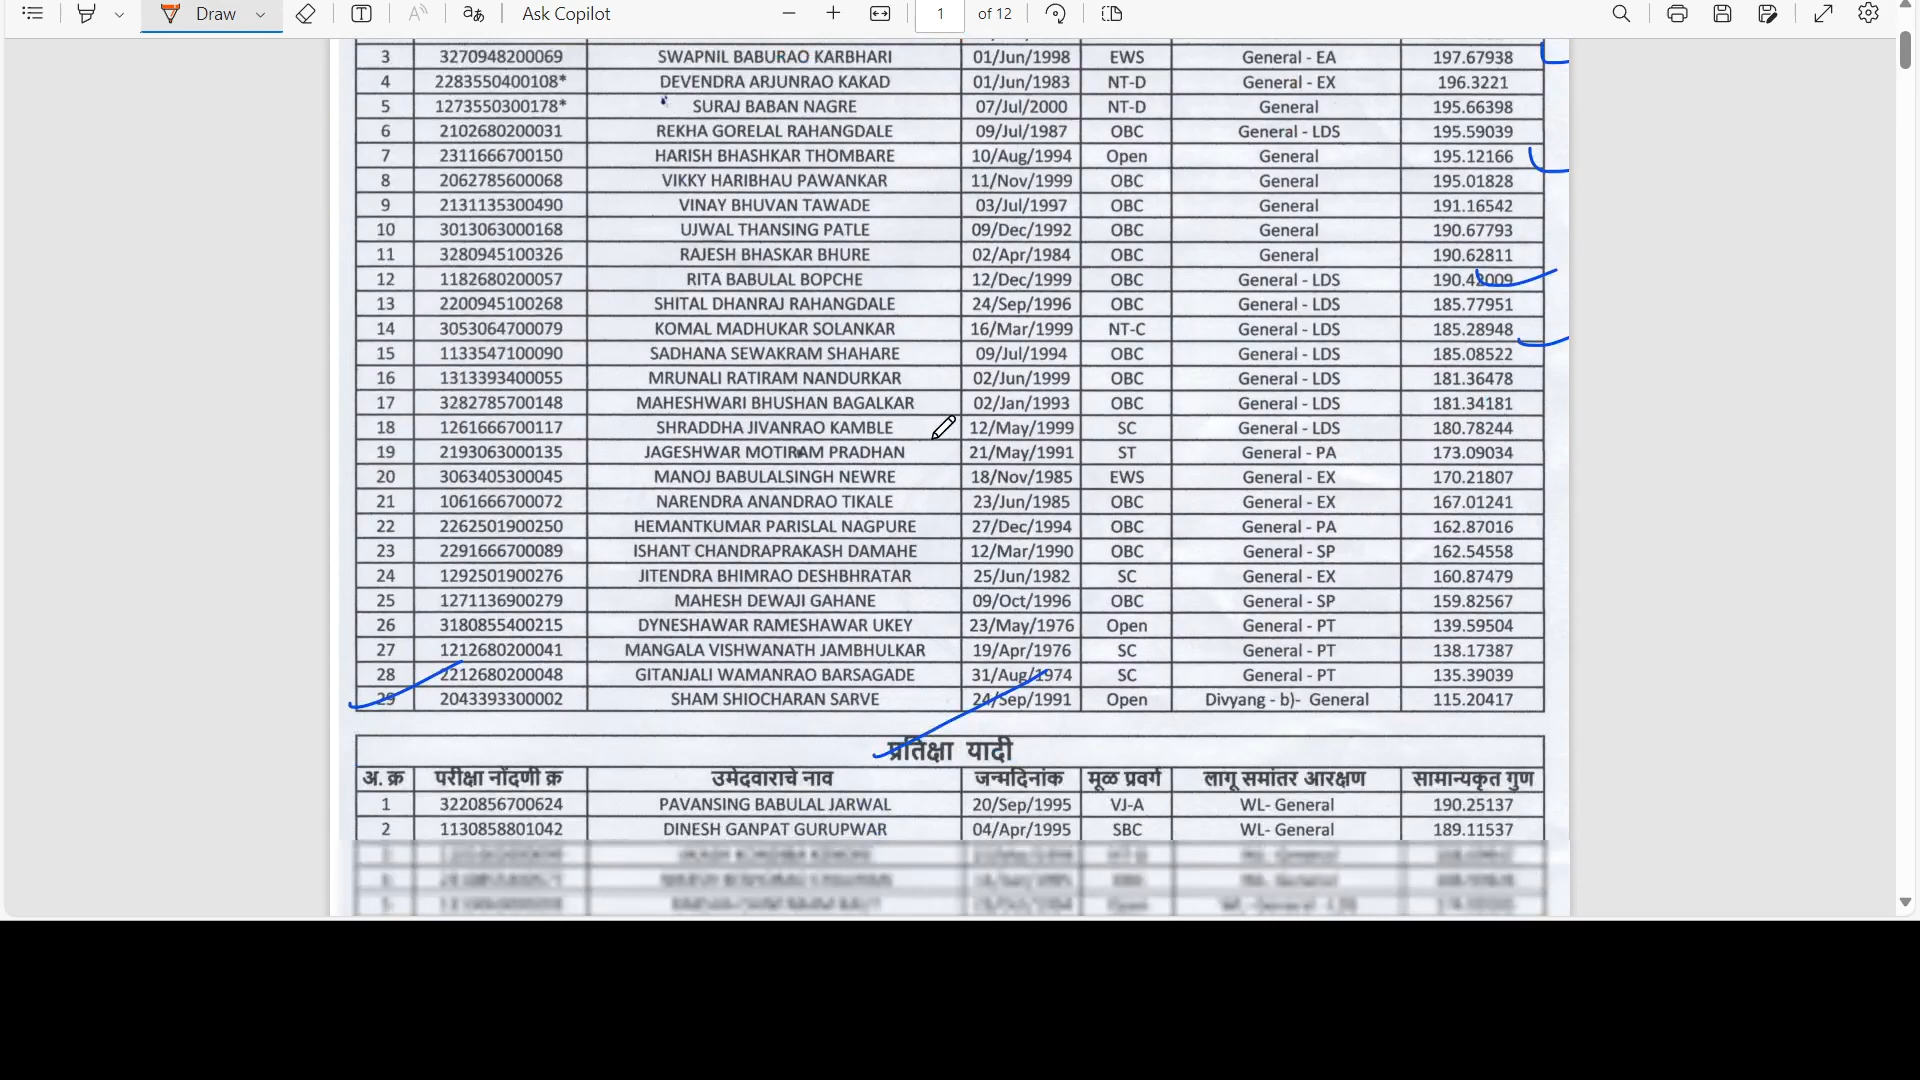 Draw Ask Copilot 1 of 12
3 3270948200069 SWAPNIL BABURAO KARBHARI 01/Jun/1998 EWS General - EA 197.67938
4 2283550400108* DEVENDRA ARJUNRAO KAKAD 01/Jun/1983 NT-D General - EX 196.3221
5 1273550300178* SURAJ BABAN NAGRE 07/Jul/2000 NT-D General 195.66398
6 2102680200031 REKHA GORELAL RAHANGDALE 09/Jul/1987 OBC General - LDS 195.59039
7 2311666700150 HARISH BHASHKAR THOMBARE 10/Aug/1994 Open General 195.12166
8 2062785600068 VIKKY HARIBHAU PAWANKAR 11/Nov/1999 OBC General 195.01828
9 2131135300490 VINAY BHUVAN TAWADE 03/Jul/1997 OBC General 191.16542
10 3013063000168 UJWAL THANSING PATLE 09/Dec/1992 OBC General 190.67793
11 3280945100326 RAJESH BHASKAR BHURE 02/Apr/1984 OBC General 190.62811
12 1182680200057 RITA BABULAL BOPCHE 12/Dec/1999 OBC General - LDS
13 2200945100268 SHITAL DHANRAJ RAHANGDALE 24/Sep/1996 OBC General - LDS 185.77951
14 3053064700079 KOMAL MADHUKAR SOLANKAR 16/Mar/1999 NT-C General - LDS 185.28948
15 1133547100090 SADHANA SEWAKRAM SHAHARE 09/Jul/1994 OBC General - LDS 185.08522
16 1313393400055 MRUNALI RATIRAM NANDURKAR 02/Jun/1999 OBC General - LDS 181.36478
17 3282785700148 MAHESHWARI BHUSHAN BAGALKAR 02/Jan/1993 OBC General - LDS 181.34181
18 1261666700117 SHRADDHA JIVANRAO KAMBLE 12/May/1999 SC General - LDS 180.78244
19 2193063000135 JAGESHWAR MOTIRAM PRADHAN 21/May/1991 ST General - PA 173.09034
20 3063405300045 MANOJ BABULALSINGH NEWRE 18/Nov/1985 EWS General - EX 170.21807
21 1061666700072 NARENDRA ANANDRAO TIKALE 23/Jun/1985 OBC General - EX 167.01241
22 2262501900250 HEMANTKUMAR PARISLAL NAGPURE 27/Dec/1994 OBC General - PA 162.87016
23 2291666700089 ISHANT CHANDRAPRAKASH DAMAHE 12/Mar/1990 OBC General - SP 162.54558
24 1292501900276 JITENDRA BHIMRAO DESHBHRATAR 25/Jun/1982 SC General - EX 160.87479
25 1271136900279 MAHESH DEWAJI GAHANE 09/Oct/1996 OBC General - SP 159.82567
26 3180855400215 DYNESHAWAR RAMESHAWAR UKEY 23/May/1976 Open General - PT 139.59504
27 1212680200041 MANGALA VISHWANATH JAMBHULKAR 19/Apr/1976 SC General - PT 138.17387
28 2212680200048 GITANJALI WAMANRAO BARSAGADE 31/Aug/1974 SC General - PT 135.39039
29 2043393300002 SHAM SHIOCHARAN SARVE 24/Sep/1991 Open Divyang - b)- General 115.20417
प्रतिक्षा यादी
अ. क्र परीक्षा नोंदणी क्र उमेदवाराचे नाव जन्मदिनांक मूळ प्रवर्ग लागू समांतर आरक्षण सामान्यकृत गुण
1 3220856700624 PAVANSING BABULAL JARWAL 20/Sep/1995 VJ-A WL- General 190.25137
2 1130858801042 DINESH GANPAT GURUPWAR 04/Apr/1995 SBC WL- General 189.11537